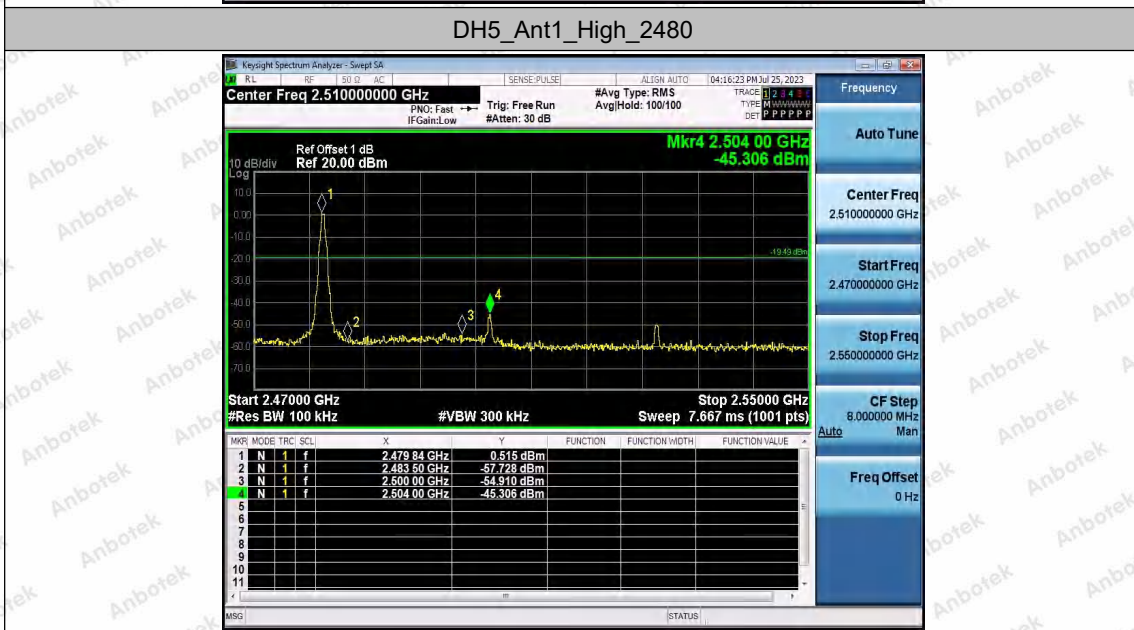 DH5_Ant1_High_2480
Keysight Spectrum Analyzer - Swept SA
RL RF 50 Ω AC SENSE:PULSE ALIGN AUTO 04:16:23 PM Jul 25, 2023
Center Freq 2.510000000 GHz
PNO: Fast
IFGain:Low
Trig: Free Run
#Atten: 30 dB
#Avg Type: RMS
Avg|Hold: 100/100
TRACE 1 2 3 4 5 6
TYPE M W W W W W
DET P P P P P P
Frequency
Auto Tune
Center Freq
2.510000000 GHz
Start Freq
2.470000000 GHz
Stop Freq
2.550000000 GHz
CF Step
8.000000 MHz
Auto Man
Freq Offset
0 Hz
Mkr4 2.504 00 GHz
-45.306 dBm
Ref Offset 1 dB
10 dB/div Ref 20.00 dBm
Log
10.0
0.00
-10.0
-20.0
-30.0
-40.0
-50.0
-60.0
-70.0
1
2
3
4
-19.49 dBm
Start 2.47000 GHz Stop 2.55000 GHz
#Res BW 100 kHz #VBW 300 kHz Sweep 7.667 ms (1001 pts)
MKR MODE TRC SCL X Y FUNCTION FUNCTION WIDTH FUNCTION VALUE
1 N 1 f 2.479 84 GHz 0.515 dBm
2 N 1 f 2.483 50 GHz -57.728 dBm
3 N 1 f 2.500 00 GHz -54.910 dBm
4 N 1 f 2.504 00 GHz -45.306 dBm
5
6
7
8
9
10
11
MSG STATUS
Anbotek